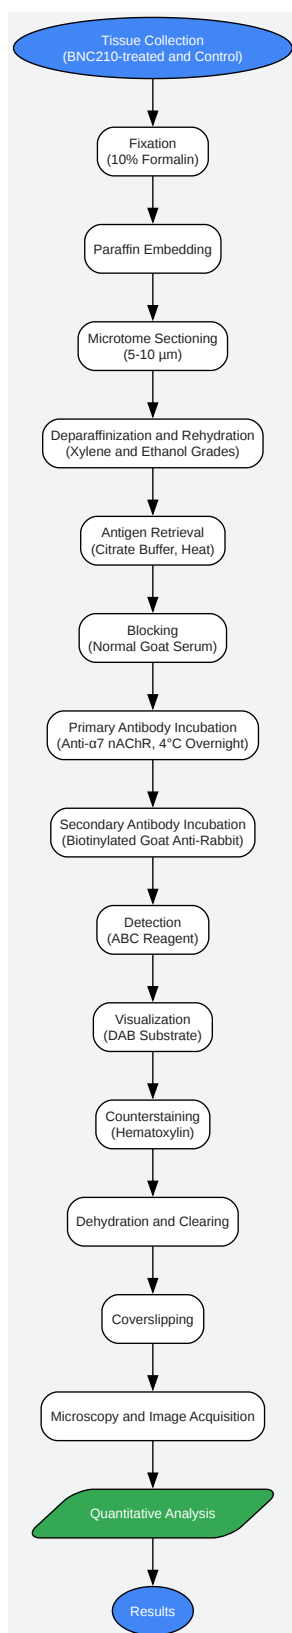 Tissue Collection
(BNC210-treated and Control)
Fixation
(10% Formalin)
Paraffin Embedding
Microtome Sectioning
(5-10 µm)
Deparaffinization and Rehydration
(Xylene and Ethanol Grades)
Antigen Retrieval
(Citrate Buffer, Heat)
Blocking
(Normal Goat Serum)
Primary Antibody Incubation
(Anti-α7 nAChR, 4°C Overnight)
Secondary Antibody Incubation
(Biotinylated Goat Anti-Rabbit)
Detection
(ABC Reagent)
Visualization
(DAB Substrate)
Counterstaining
(Hematoxylin)
Dehydration and Clearing
Coverslipping
Microscopy and Image Acquisition
Quantitative Analysis
Results